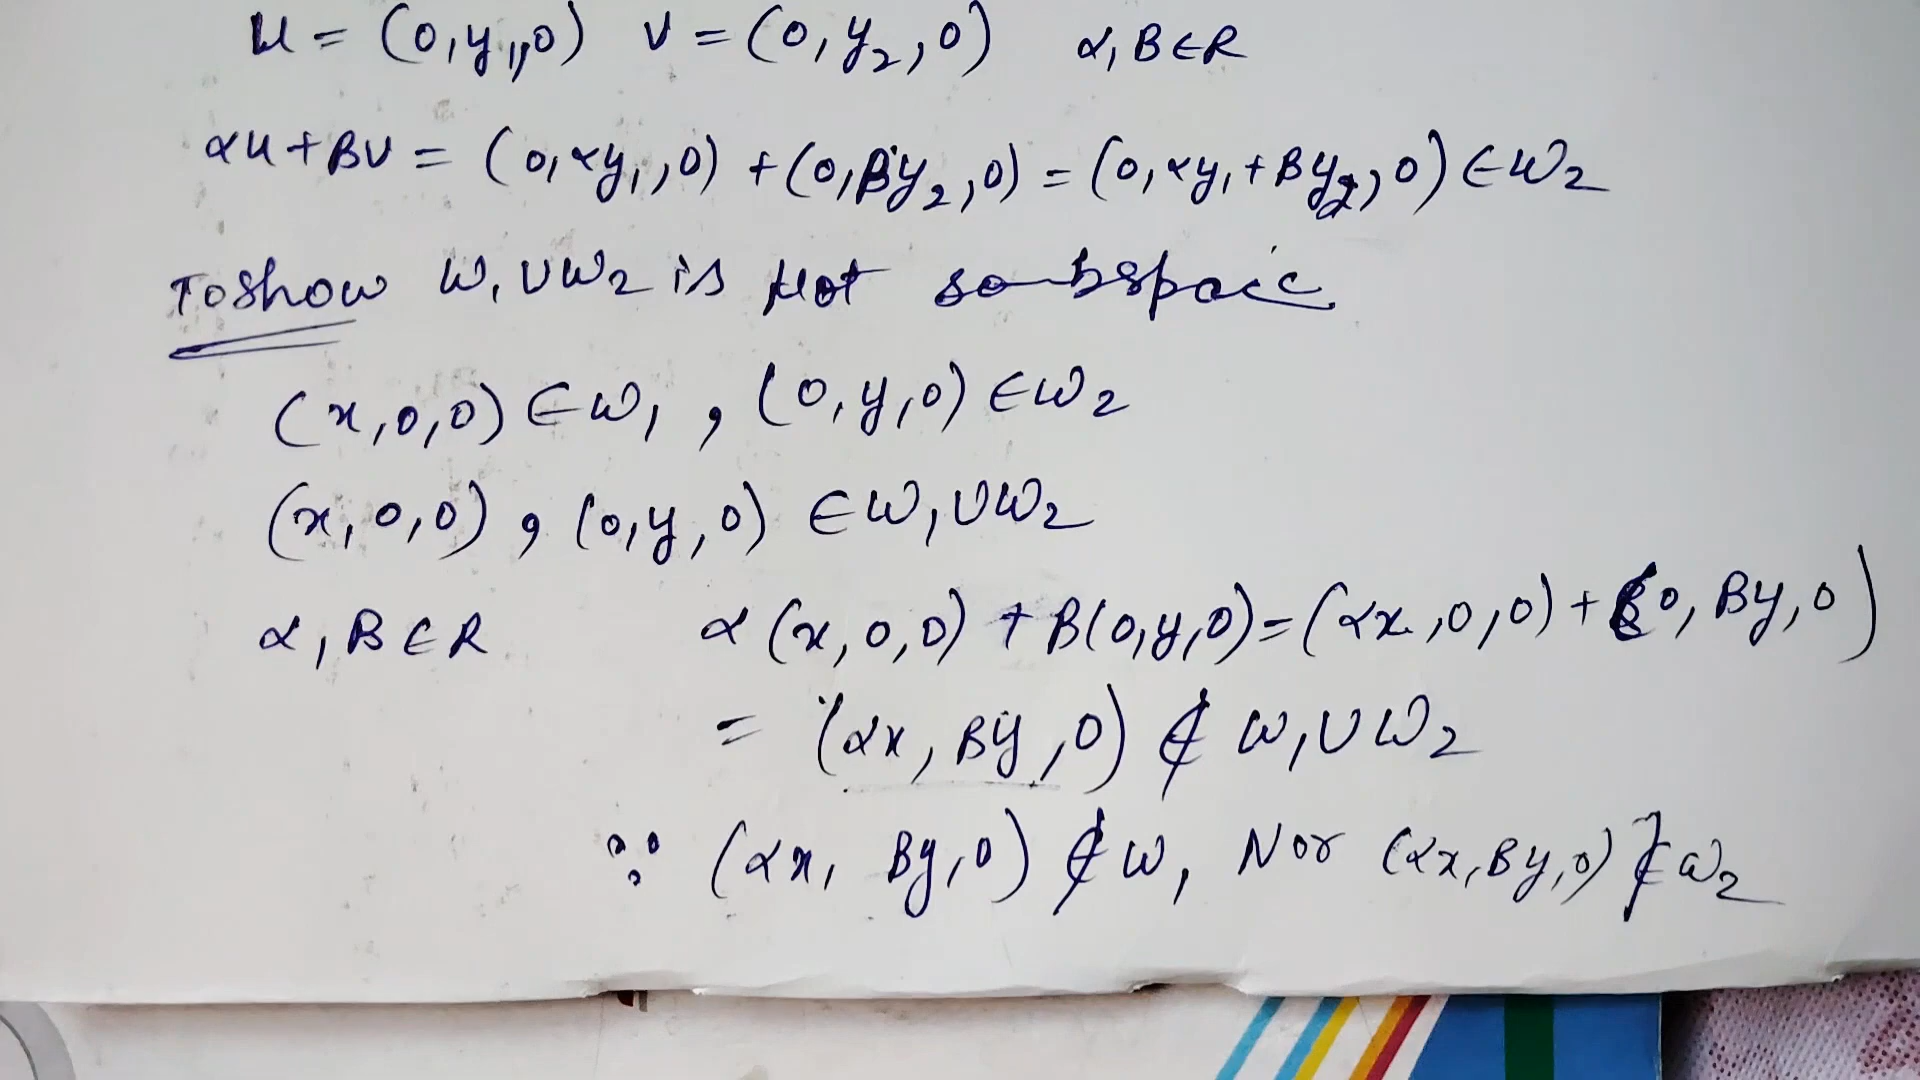 u = (0, y₁, 0) v = (0, y₂, 0) α, β ∈ R
αu + βv = (0, αy₁, 0) + (0, βy₂, 0) = (0, αy₁ + βy₂, 0) ∈ W₂
To show W₁ ∪ W₂ is Not subspace
(x, 0, 0) ∈ W₁ , (0, y, 0) ∈ W₂
(x, 0, 0) , (0, y, 0) ∈ W₁ ∪ W₂
α, β ∈ R α(x, 0, 0) + β(0, y, 0) = (αx, 0, 0) + (0, βy, 0)
= (αx, βy, 0) ∉ W₁ ∪ W₂
∵ (αx, βy, 0) ∉ W₁ Nor (αx, βy, 0) ∉ W₂